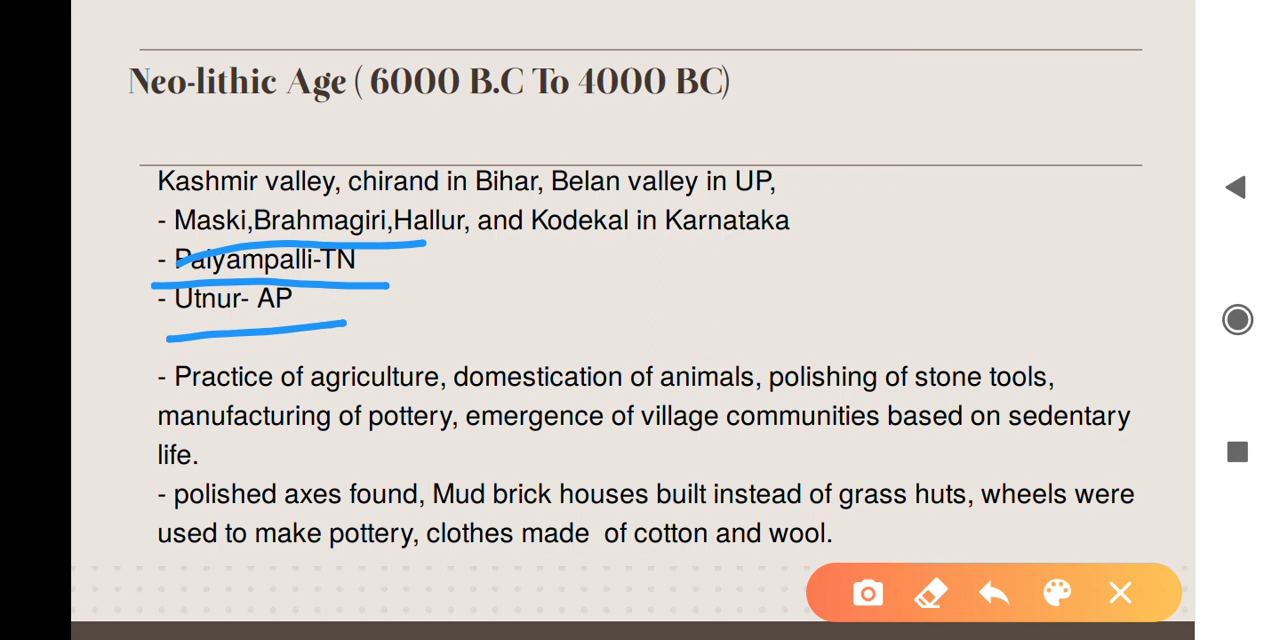 Neo-lithic Age ( 6000 B.C To 4000 BC)
Kashmir valley, chirand in Bihar, Belan valley in UP,
- Maski,Brahmagiri,Hallur, and Kodekal in Karnataka
- Paiyampalli-TN
- Utnur- AP
- Practice of agriculture, domestication of animals, polishing of stone tools,
manufacturing of pottery, emergence of village communities based on sedentary
life.
- polished axes found, Mud brick houses built instead of grass huts, wheels were
used to make pottery, clothes made  of cotton and wool.